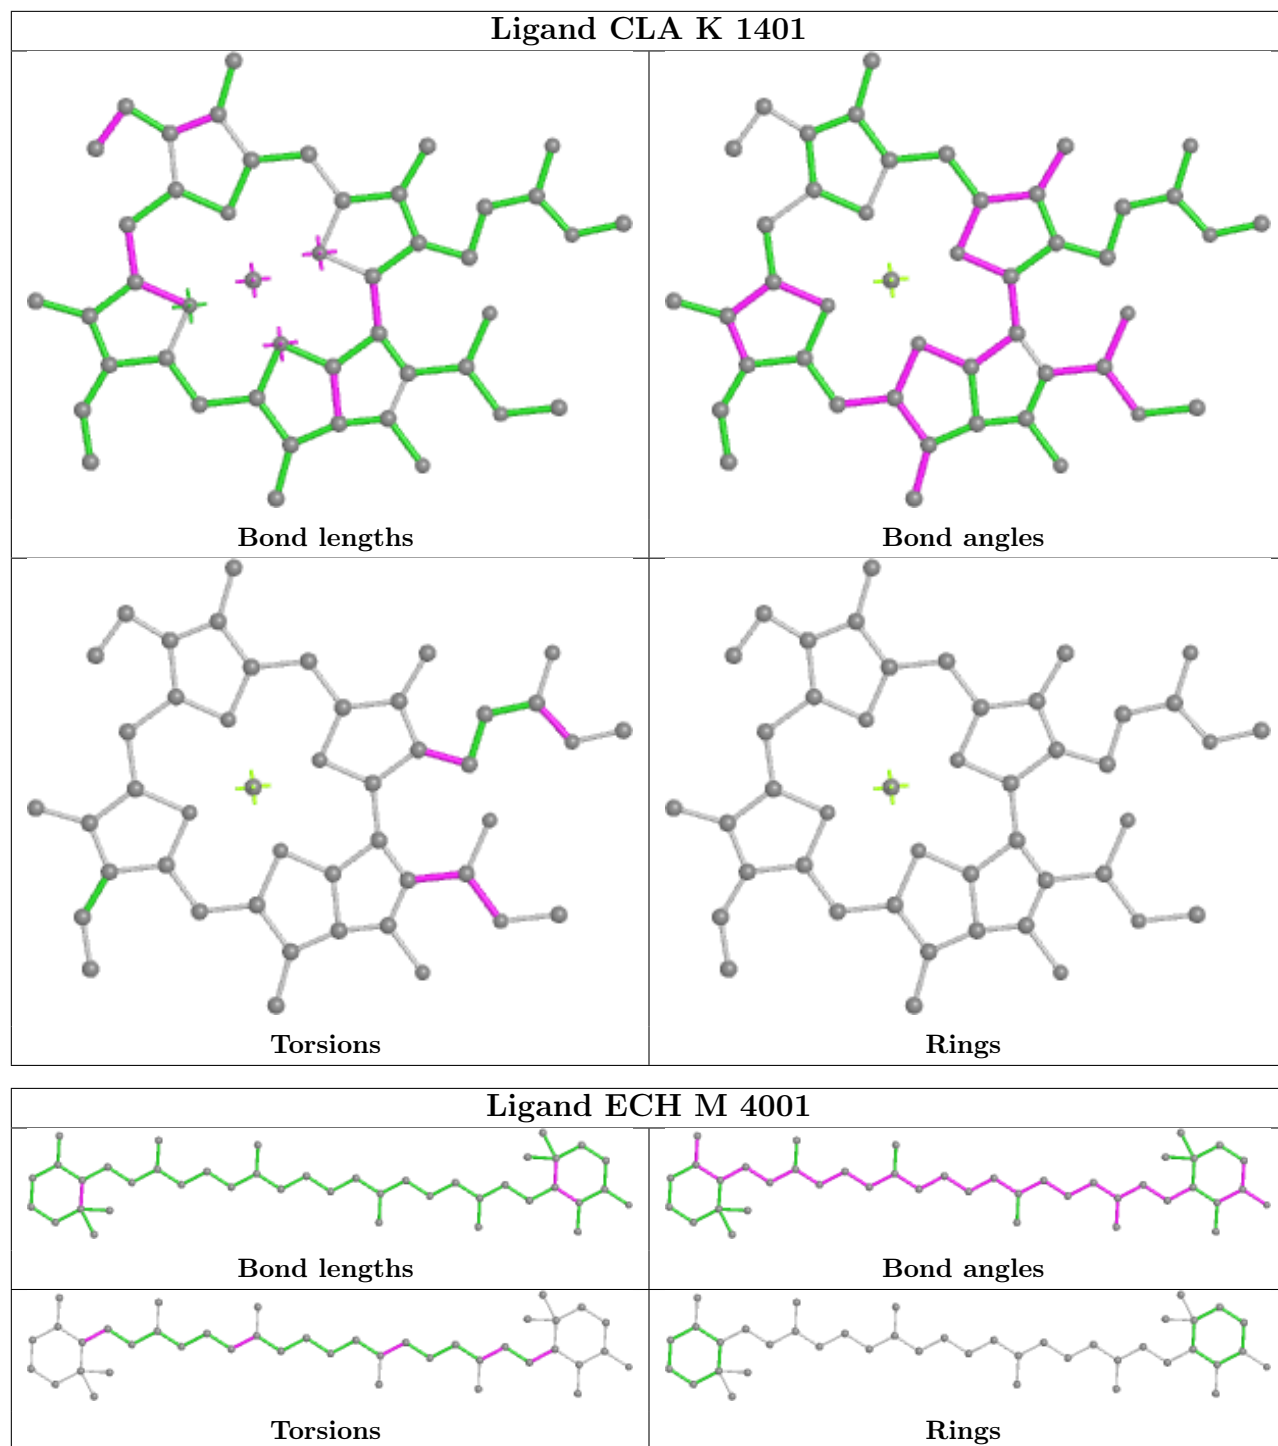 Ligand CLA K 1401
Bond lengths
Bond angles
Torsions
Rings
Ligand ECH M 4001
Bond lengths
Bond angles
Torsions
Rings